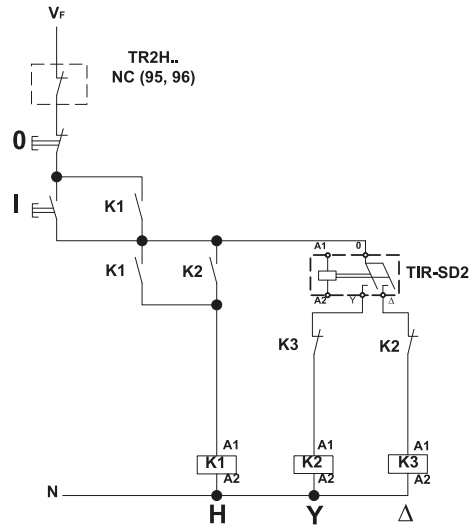 VF
TR2H..
NC (95, 96)
0
I
K1
K1
K2
A1
0
TIR-SD2
A2
Y
Δ
K3
K2
A1
A1
A1
K1
K2
K3
A2
A2
A2
N
H
Y
Δ